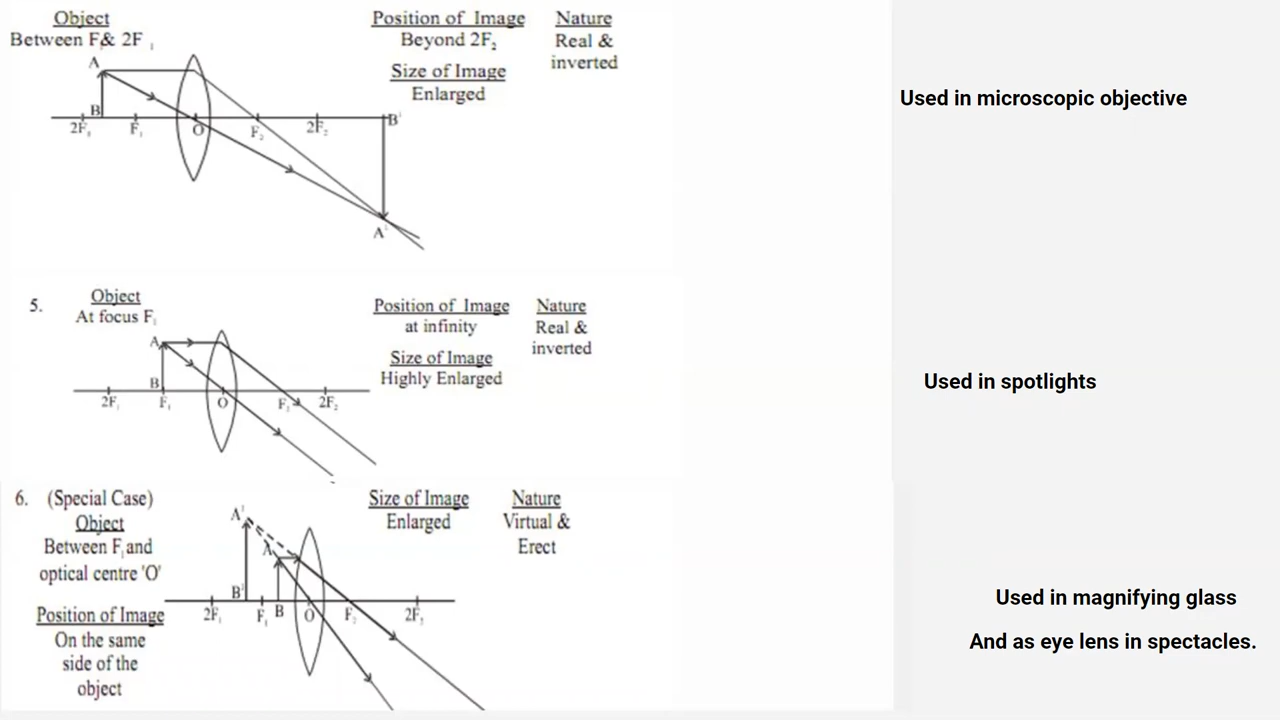 Object
Between F₁& 2F ₁
Position of Image
Beyond 2F₂
Size of Image
Enlarged
Nature
Real &
inverted
A
B
2F₁
F₁
O
F₂
2F₂
B'
A'
Used in microscopic objective
5.
Object
At focus F₁
Position of Image
at infinity
Size of Image
Highly Enlarged
Nature
Real &
inverted
A
B
2F₁
F₁
O
F₂
2F₂
Used in spotlights
6. (Special Case)
Object
Between F₁and
optical centre 'O'
Position of Image
On the same
side of the
object
Size of Image
Enlarged
Nature
Virtual &
Erect
A'
A
B'
2F₁
F₁
B
O
F₂
2F₂
Used in magnifying glass
And as eye lens in spectacles.